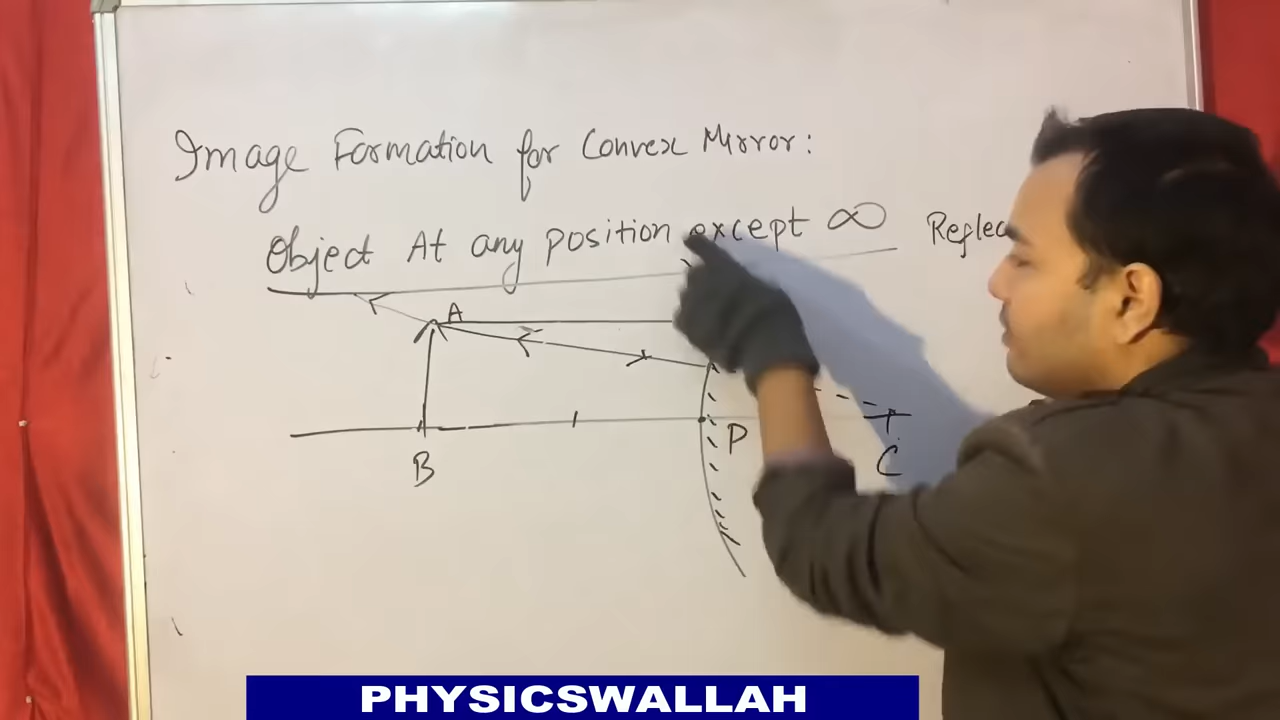 Image Formation for Convex Mirror:
Object At any position except ∞
A
P
B
C
PHYSICSWALLAH